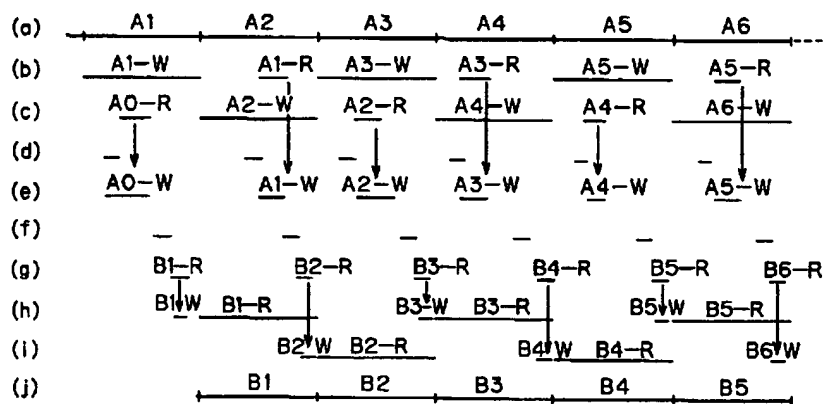 (a) A1 A2 A3 A4 A5 A6
(b) A1-W A1-R A3-W A3-R A5-W A5-R
(c) A0-R A2-W A2-R A4-W A4-R A6-W
(d)
(e) A0-W A1-W A2-W A3-W A4-W A5-W
(f)
(g) B1-R B2-R B3-R B4-R B5-R B6-R
(h) B1W B1-R B3-W B3-R B5W B5-R
(i) B2W B2-R B4W B4-R B6W
(j) B1 B2 B3 B4 B5